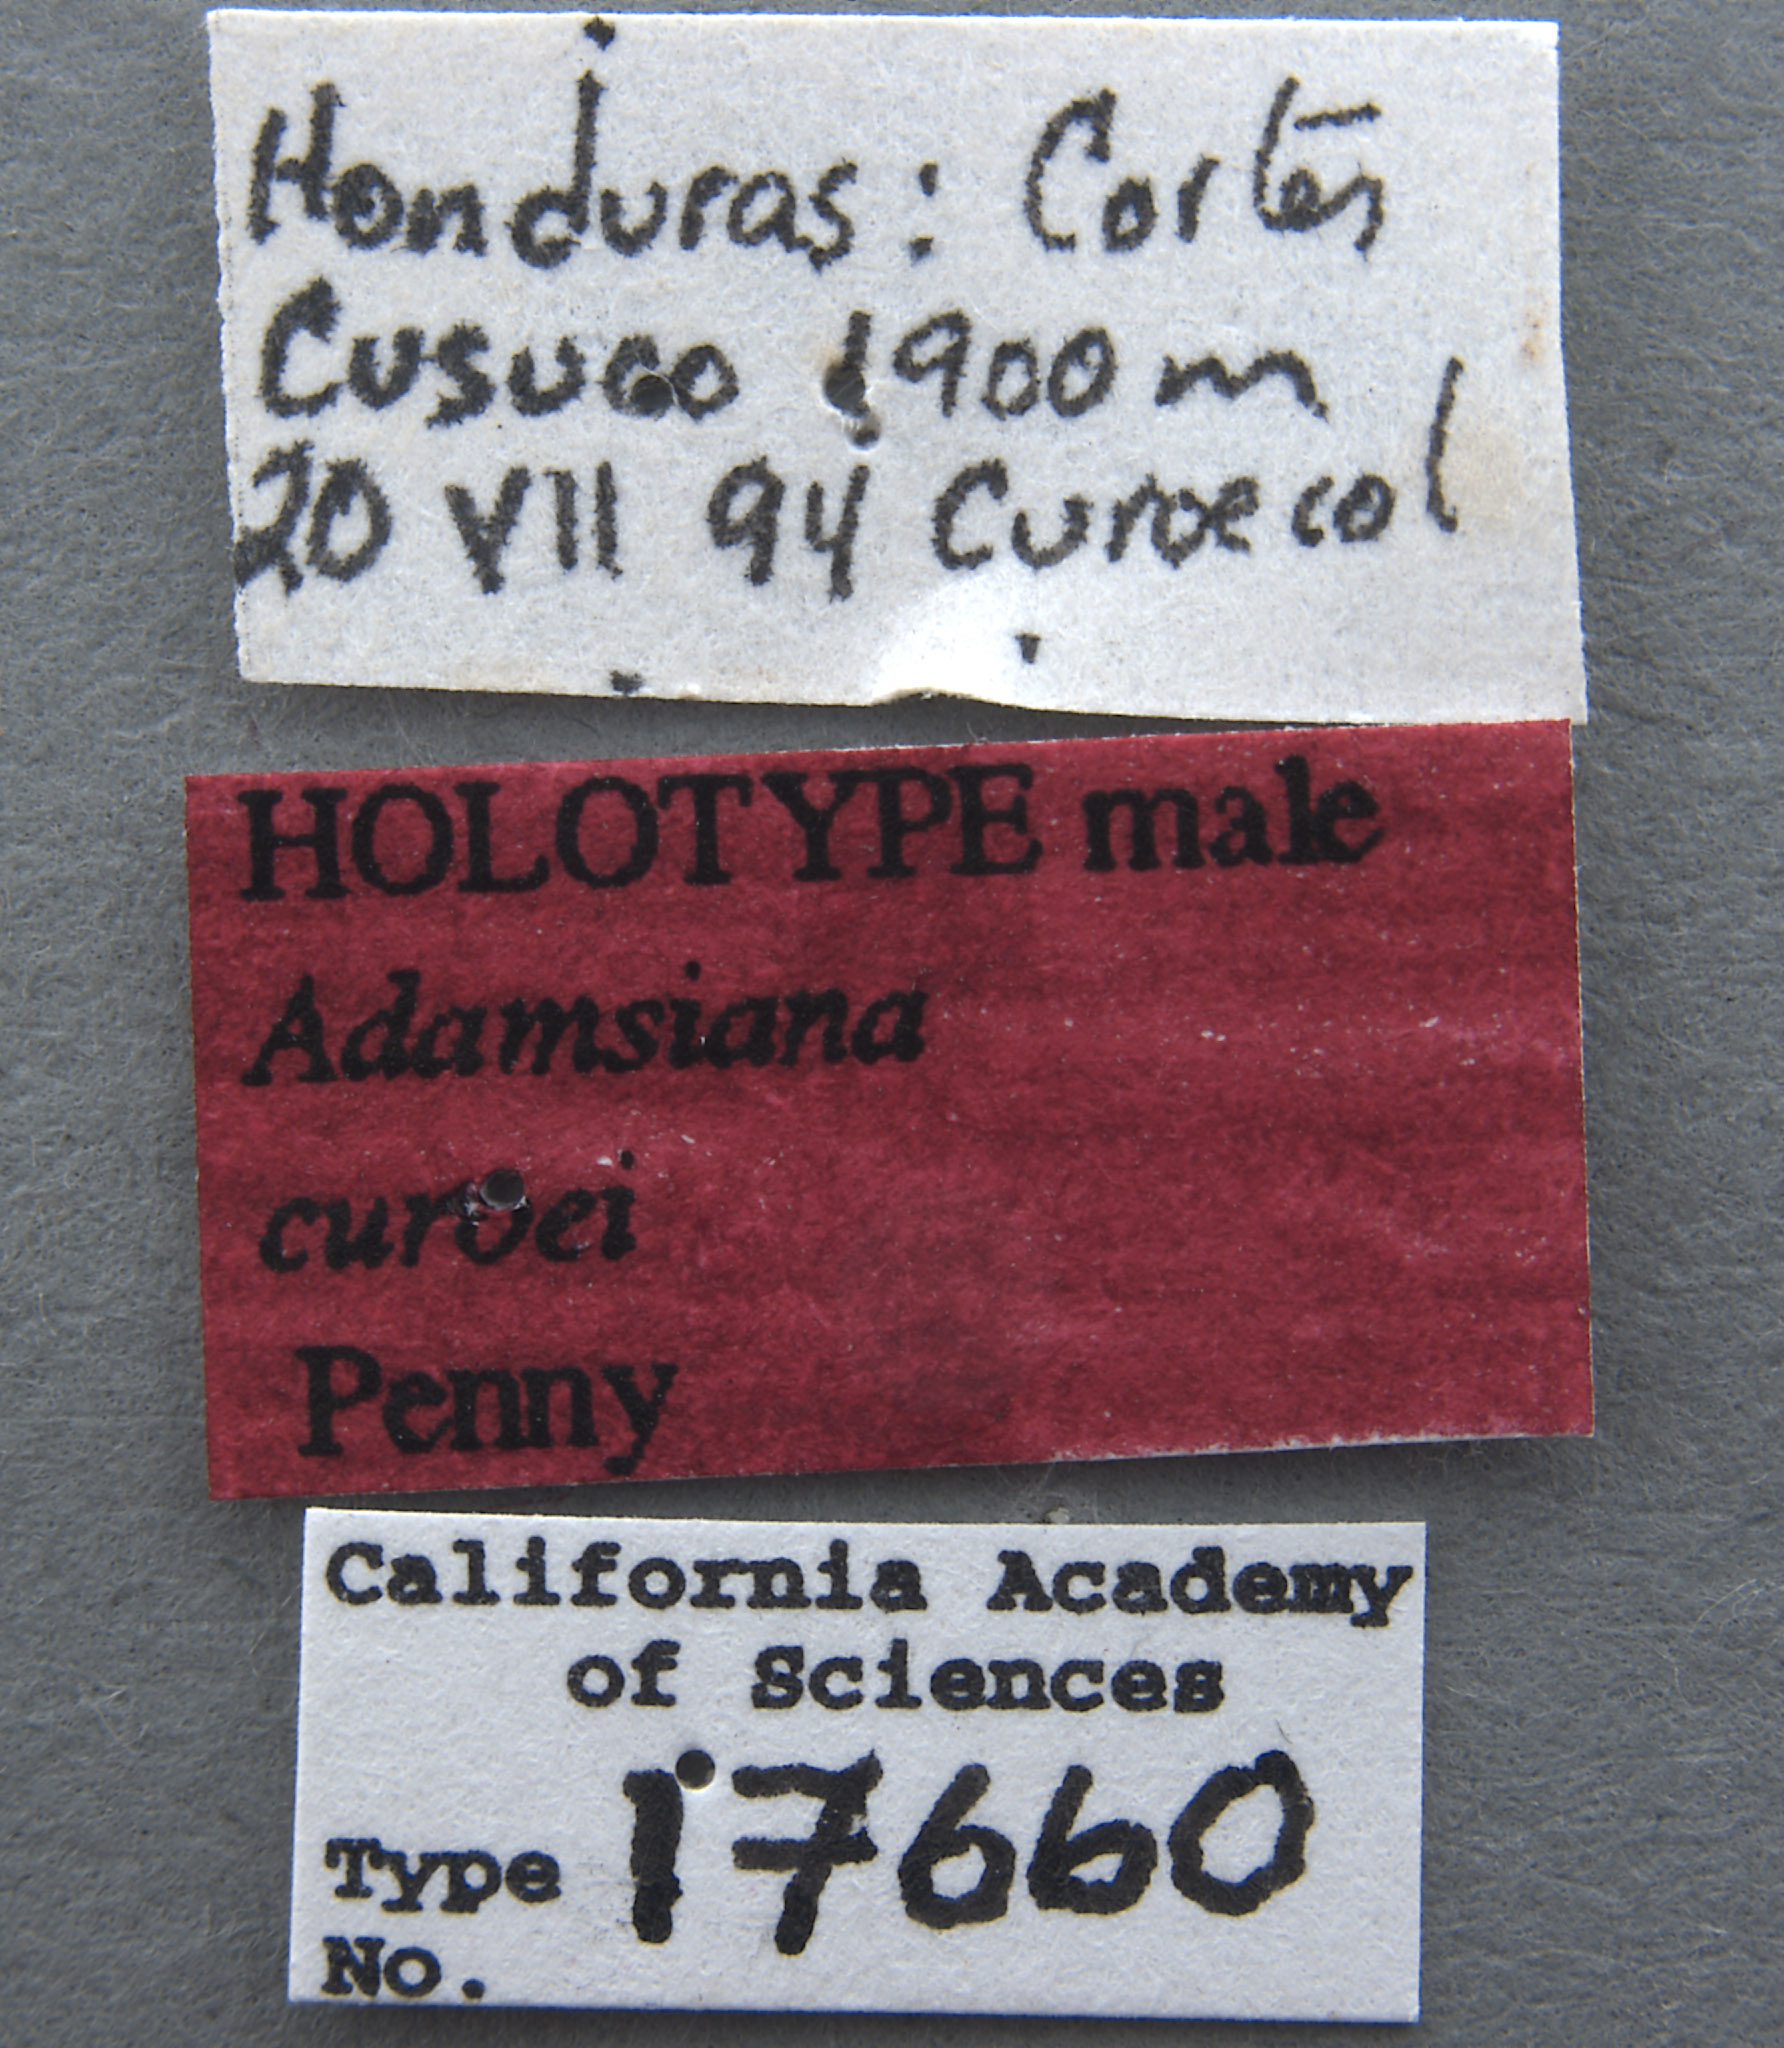 Honduras: Cortés
Cusuco 1900m
20 VII 94 Curoe col
HOLOTYPE male
Adamsiana
curoei
Penny
California Academy
of Sciences
Type 17660
No.